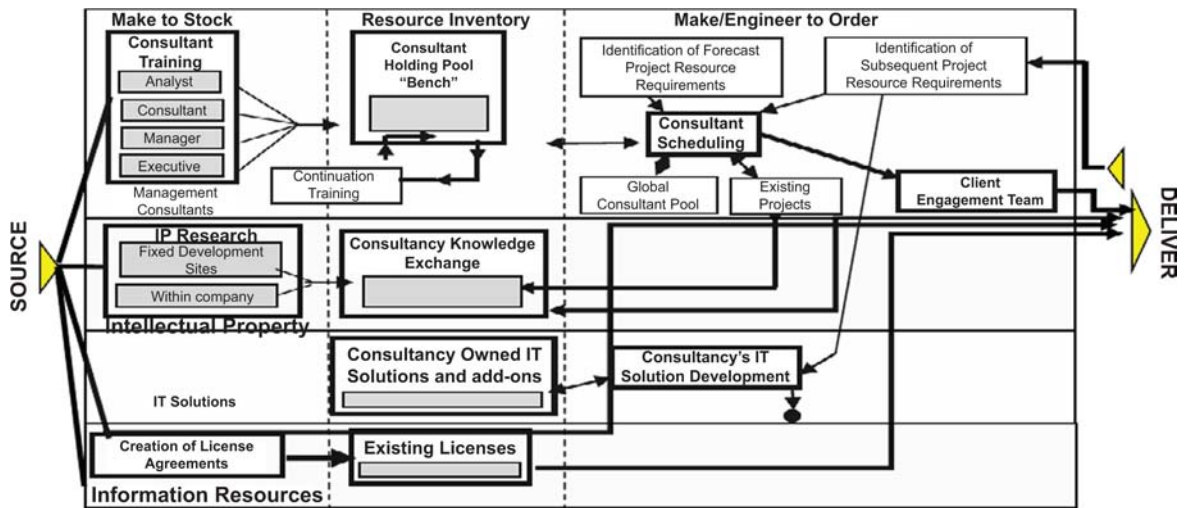 Make to Stock
Resource Inventory
Make/Engineer to Order
Consultant
Training
Analyst
Consultant
Manager
Executive
Management
Consultants
Consultant
Holding Pool
“Bench”
Continuation
Training
Identification of Forecast
Project Resource
Requirements
Identification of
Subsequent Project
Resource Requirements
Consultant
Scheduling
Global
Consultant Pool
Existing
Projects
Client
Engagement Team
SOURCE
DELIVER
IP Research
Fixed Development
Sites
Within company
Intellectual Property
Consultancy Knowledge
Exchange
Consultancy Owned IT
Solutions and add-ons
Consultancy’s IT
Solution Development
IT Solutions
Creation of License
Agreements
Existing Licenses
Information Resources